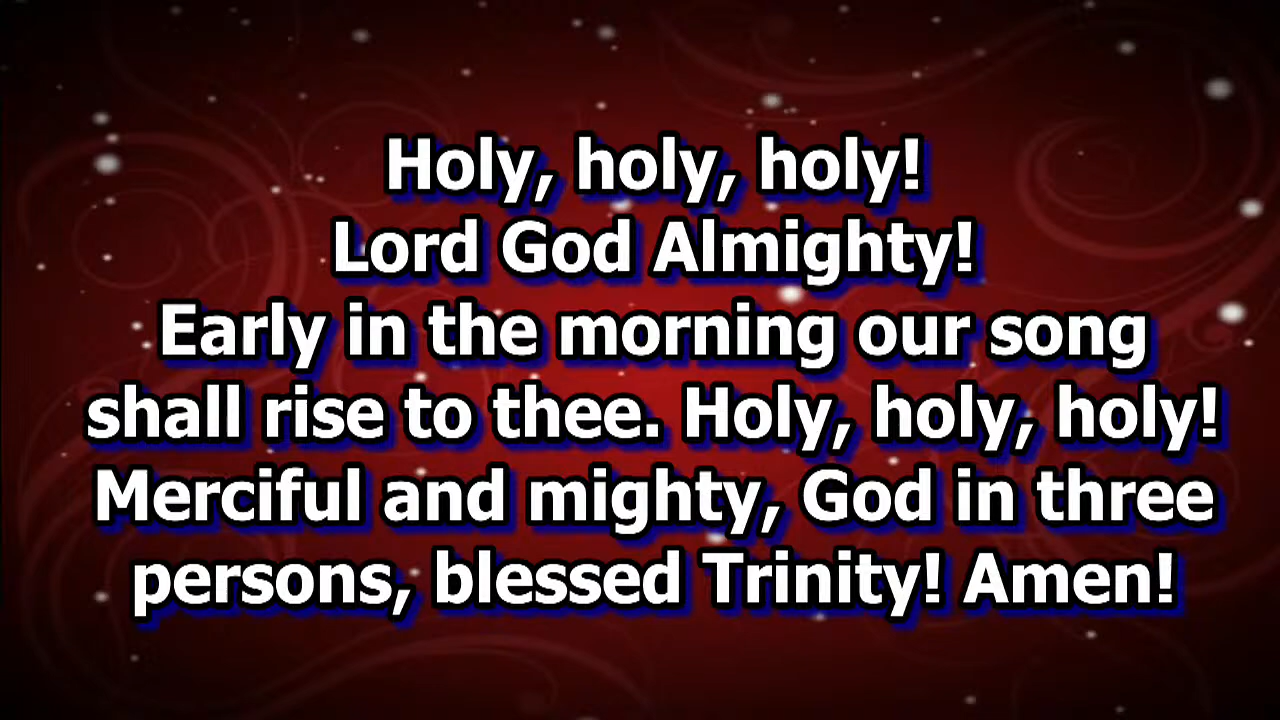 Holy, holy, holy!
Lord God Almighty!
Early in the morning our song
shall rise to thee. Holy, holy, holy!
Merciful and mighty, God in three
persons, blessed Trinity! Amen!